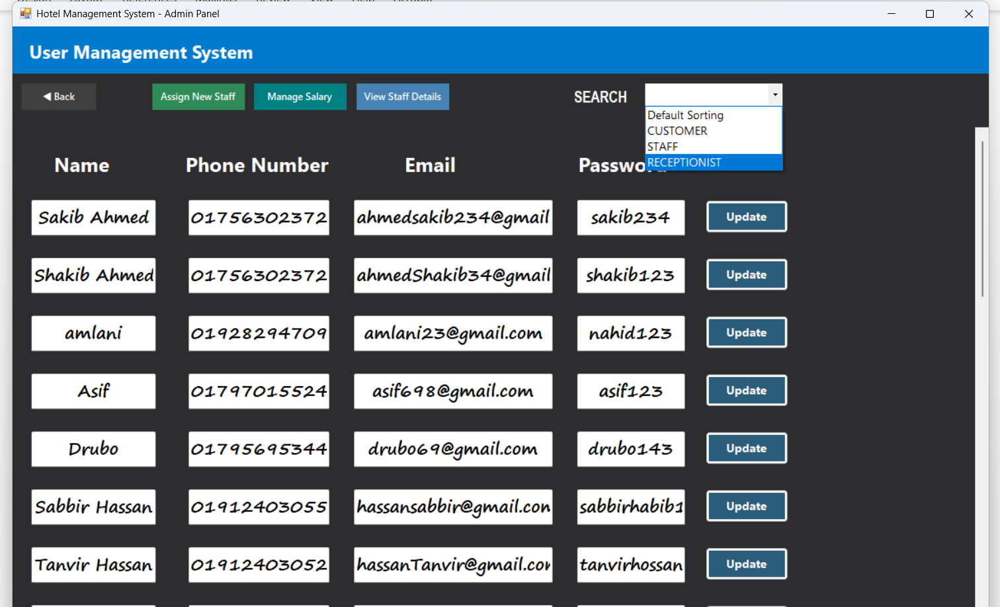 Hotel Management System - Admin Panel
User Management System
◀ Back Assign New Staff Manage Salary View Staff Details SEARCH
Default Sorting
CUSTOMER
STAFF
RECEPTIONIST
Name Phone Number Email Password
Sakib Ahmed 01756302372 ahmedsakib234@gmail sakib234 Update
Shakib Ahmed 01756302372 ahmedShakib34@gmail shakib123 Update
amlani 01928294709 amlani23@gmail.com nahid123 Update
Asif 01797015524 asif698@gmail.com asif123 Update
Drubo 01795695344 drubo69@gmail.com drubo143 Update
Sabbir Hassan 01912403055 hassansabbir@gmail.com sabbirhabib1 Update
Tanvir Hassan 01912403052 hassanTanvir@gmail.com tanvirhossan Update